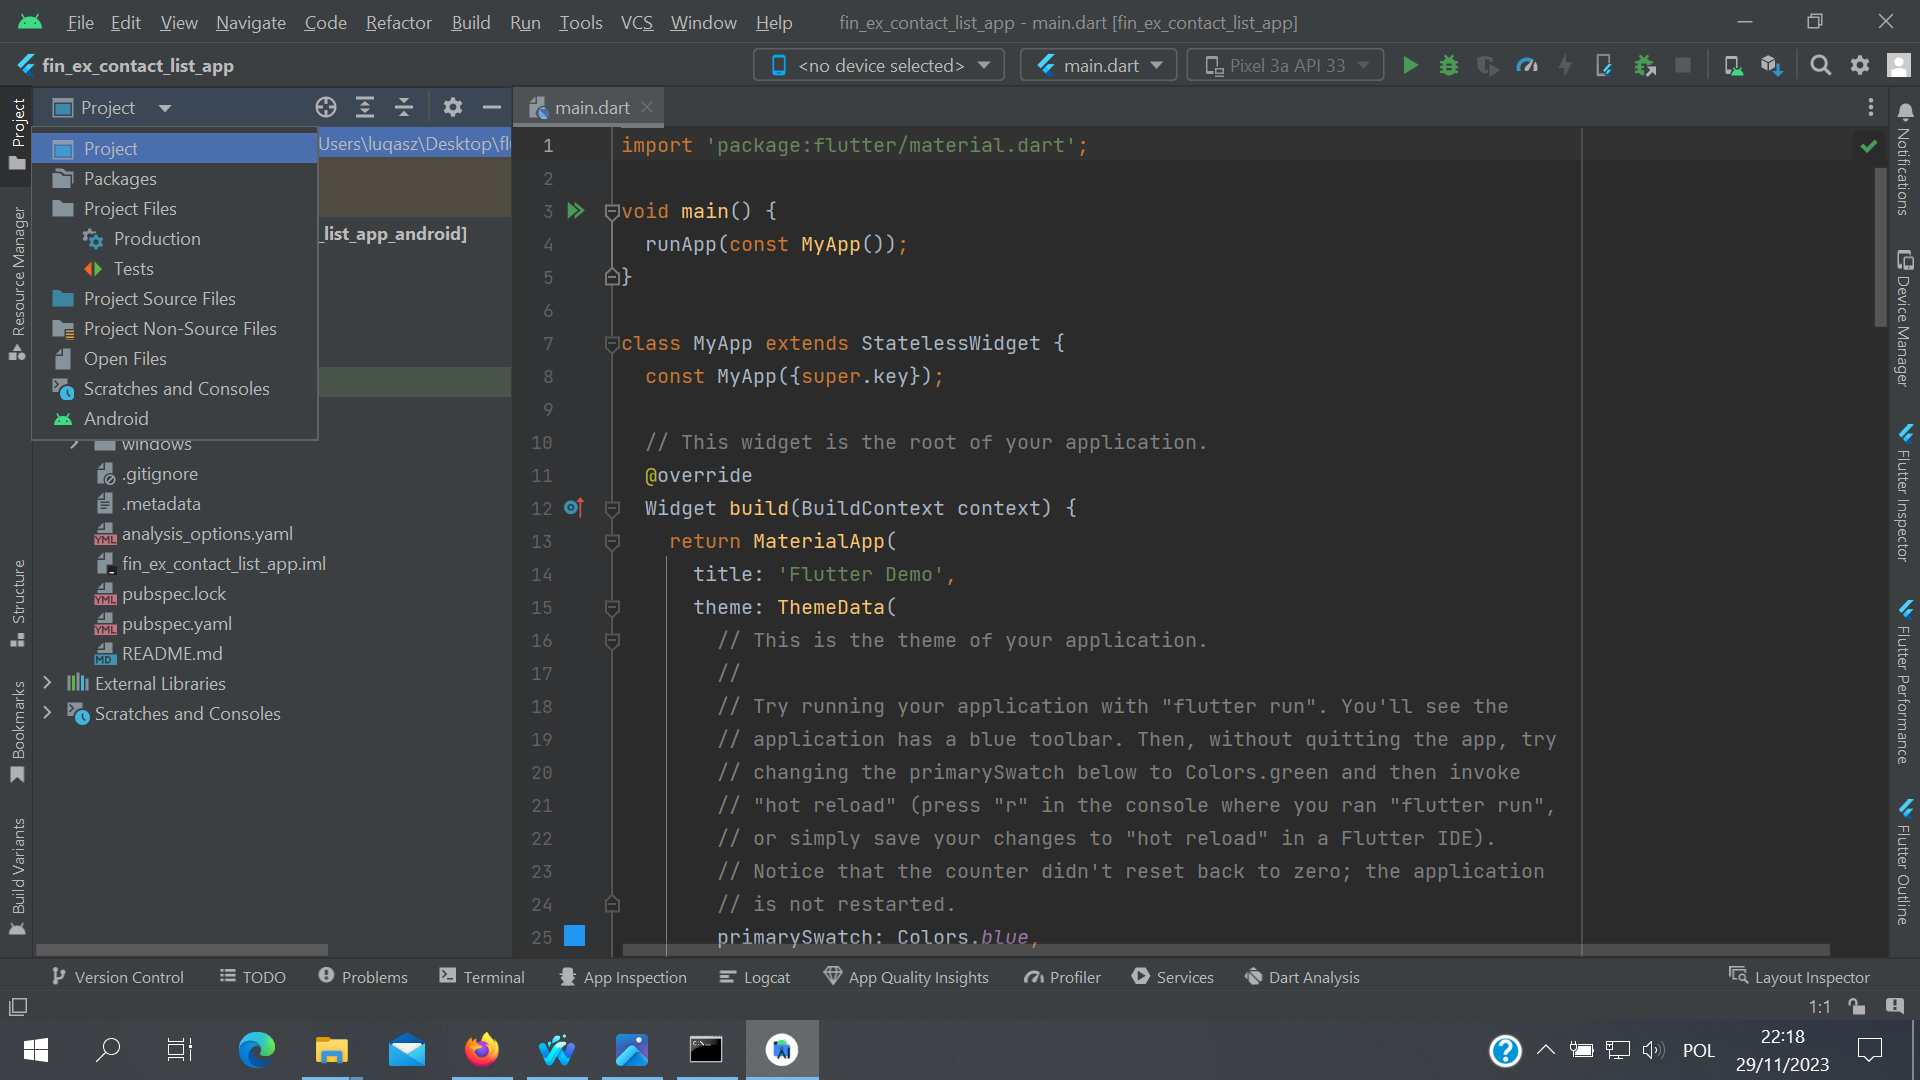 File Edit View Navigate Code Refactor Build Run Tools VCS Window Help fin_ex_contact_list_app - main.dart [fin_ex_contact_list_app]
fin_ex_contact_list_app <no device selected> main.dart Pixel 3a API 33
Project main.dart
Project
Packages
Project Files
Production
Tests
Project Source Files
Project Non-Source Files
Open Files
Scratches and Consoles
Android
Users\luqasz\Desktop\fl
_list_app_android]
windows
.gitignore
.metadata
analysis_options.yaml
fin_ex_contact_list_app.iml
pubspec.lock
pubspec.yaml
README.md
External Libraries
Scratches and Consoles
Project
Resource Manager
Structure
Bookmarks
Build Variants
1 import 'package:flutter/material.dart';
2
3 void main() {
4 runApp(const MyApp());
5 }
6
7 class MyApp extends StatelessWidget {
8 const MyApp({super.key});
9
10 // This widget is the root of your application.
11 @override
12 Widget build(BuildContext context) {
13 return MaterialApp(
14 title: 'Flutter Demo',
15 theme: ThemeData(
16 // This is the theme of your application.
17 //
18 // Try running your application with "flutter run". You'll see the
19 // application has a blue toolbar. Then, without quitting the app, try
20 // changing the primarySwatch below to Colors.green and then invoke
21 // "hot reload" (press "r" in the console where you ran "flutter run",
22 // or simply save your changes to "hot reload" in a Flutter IDE).
23 // Notice that the counter didn't reset back to zero; the application
24 // is not restarted.
25 primarySwatch: Colors.blue,
Notifications
Device Manager
Flutter Inspector
Flutter Performance
Flutter Outline
Version Control TODO Problems Terminal App Inspection Logcat App Quality Insights Profiler Services Dart Analysis Layout Inspector
1:1
POL
22:18
29/11/2023